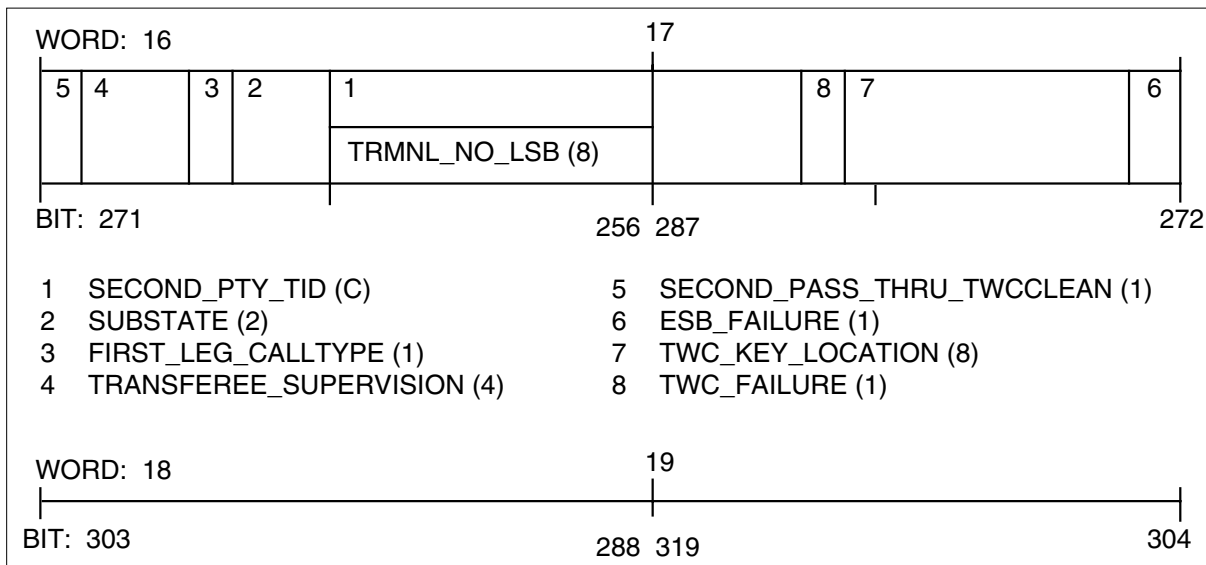 WORD: 16 17
5 4 3 2 1 8 7 6
TRMNL_NO_LSB (8)
BIT: 271 256 287 272
1 SECOND_PTY_TID (C) 5 SECOND_PASS_THRU_TWCCLEAN (1)
2 SUBSTATE (2) 6 ESB_FAILURE (1)
3 FIRST_LEG_CALLTYPE (1) 7 TWC_KEY_LOCATION (8)
4 TRANSFEREE_SUPERVISION (4) 8 TWC_FAILURE (1)
WORD: 18 19
BIT: 303 288 319 304